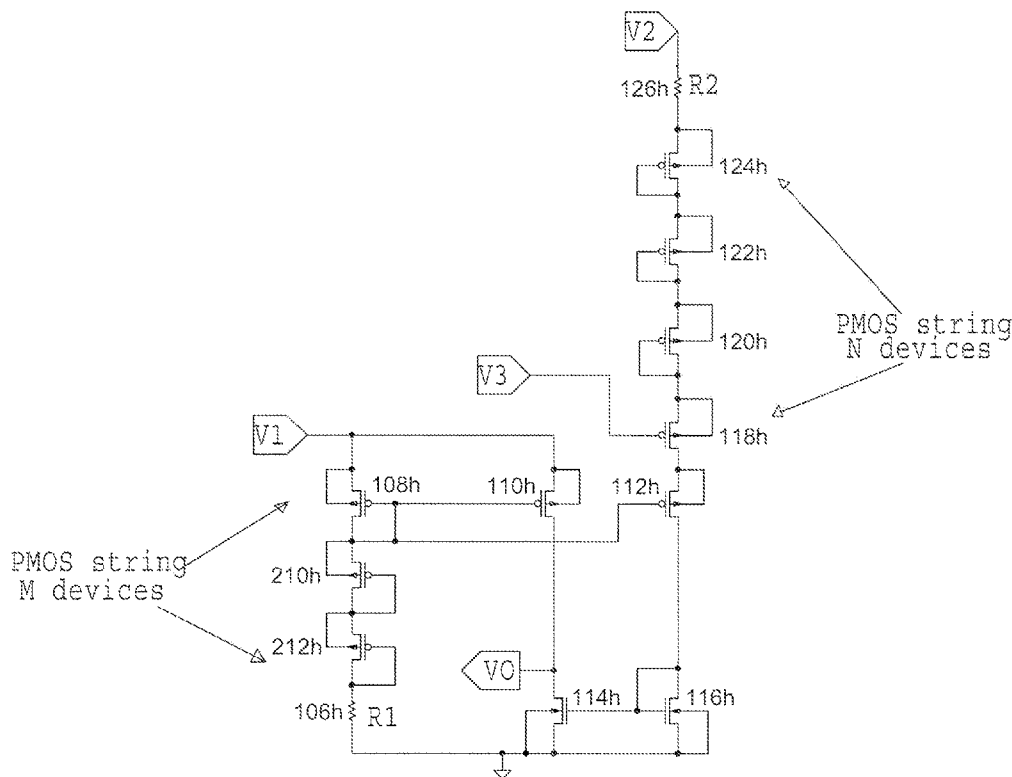 V2
126h R2
124h
122h
120h
PMOS string
N devices
V3
118h
V1
108h
110h
112h
PMOS string
M devices
210h
212h
VO
114h
116h
106h R1